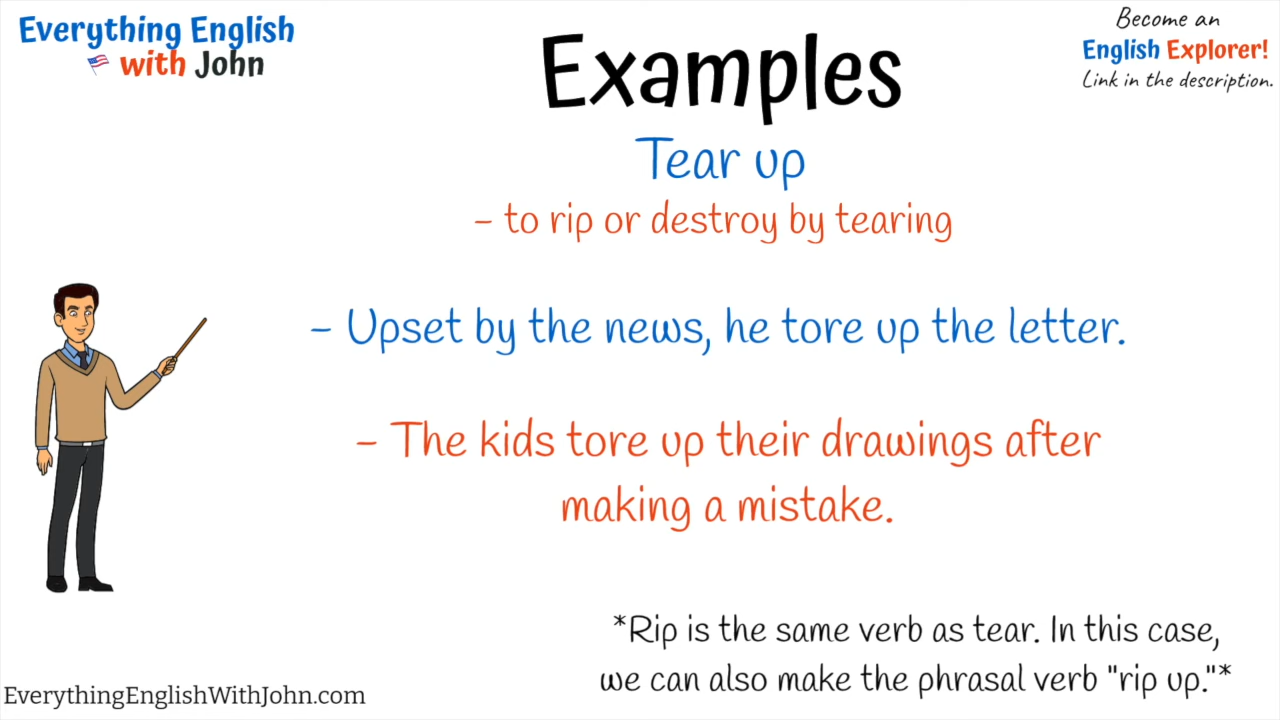 Everything English
with John
Become an
English Explorer!
Link in the description.
Examples
Tear up
- to rip or destroy by tearing
- Upset by the news, he tore up the letter.
- The kids tore up their drawings after
making a mistake.
*Rip is the same verb as tear. In this case,
we can also make the phrasal verb "rip up."*
EverythingEnglishWithJohn.com